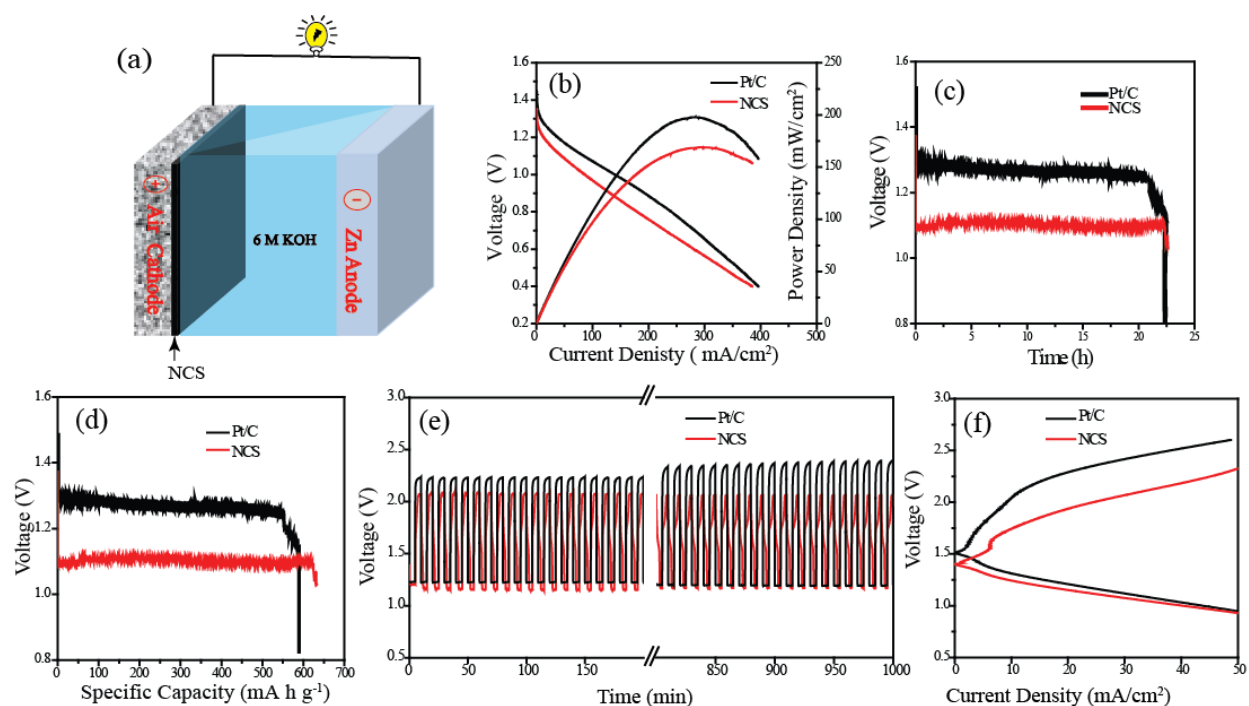 (a)
+ Air Cathode
6 M KOH
- Zn Anode
NCS
(b)
Pt/C
NCS
1.6
1.4
1.2
1.0
0.8
0.6
0.4
0.2
Voltage (V)
250
200
150
100
50
0
Power Density (mW/cm²)
0 100 200 300 400 500
Current Denisty ( mA/cm²)
(c)
Pt/C
NCS
1.6
1.4
1.2
1.0
0.8
Voltage (V)
0 5 10 15 20 25
Time (h)
(d)
Pt/C
NCS
1.6
1.4
1.2
1.0
0.8
Voltage (V)
0 100 200 300 400 500 600 700
Specific Capacity (mA h g⁻¹)
(e)
Pt/C
NCS
3.0
2.5
2.0
1.5
1.0
0.5
Voltage (V)
0 50 100 150 850 900 950 1000
Time (min)
(f)
Pt/C
NCS
3.0
2.5
2.0
1.5
1.0
0.5
Voltage (V)
0 10 20 30 40 50
Current Density (mA/cm²)